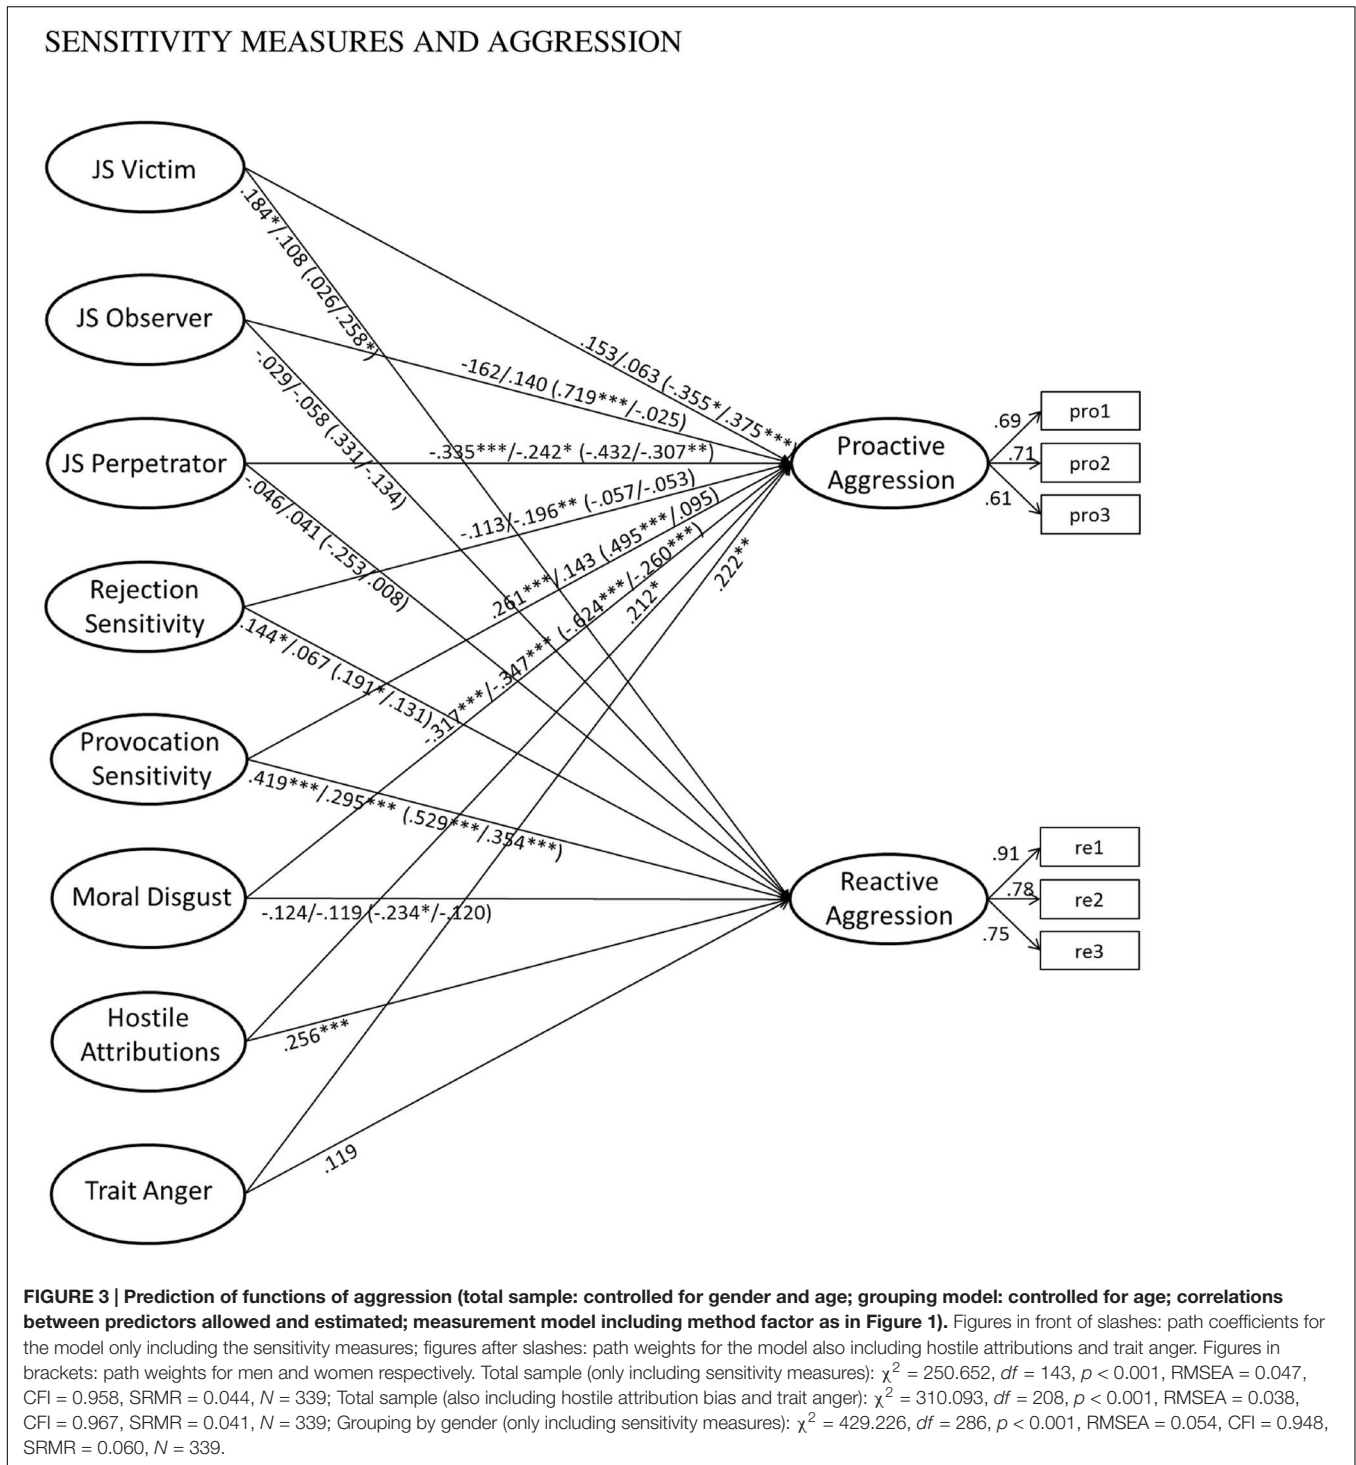 SENSITIVITY MEASURES AND AGGRESSION
JS Victim
.184*/.108 (.026/.258*)
.153/.063 (-.355*/.375***)
JS Observer
-.029/-.058 (.331/-.134)
-162/.140 (.719***/-.025)
JS Perpetrator
-.335***/-.242* (-.432/-.307**)
-.046/.041 (-.253/.008)
Rejection
Sensitivity
-.113/-.196** (-.057/-.053)
.144*/.067 (.191*/.131)
Provocation
Sensitivity
.261***/.143 (.495***/.095)
.419***/.295*** (.529***/.354***)
Moral Disgust
-.317***/-.347*** (-.624***/-.260***)
-.124/-.119 (-.234*/-.120)
Hostile
Attributions
.212*
.256***
Trait Anger
.222**
.119
Proactive
Aggression
.69
pro1
.71
pro2
.61
pro3
Reactive
Aggression
.91
re1
.78
re2
.75
re3
FIGURE 3 | Prediction of functions of aggression (total sample: controlled for gender and age; grouping model: controlled for age; correlations
between predictors allowed and estimated; measurement model including method factor as in Figure 1). Figures in front of slashes: path coefficients for
the model only including the sensitivity measures; figures after slashes: path weights for the model also including hostile attributions and trait anger. Figures in
brackets: path weights for men and women respectively. Total sample (only including sensitivity measures): χ² = 250.652, df = 143, p < 0.001, RMSEA = 0.047,
CFI = 0.958, SRMR = 0.044, N = 339; Total sample (also including hostile attribution bias and trait anger): χ² = 310.093, df = 208, p < 0.001, RMSEA = 0.038,
CFI = 0.967, SRMR = 0.041, N = 339; Grouping by gender (only including sensitivity measures): χ² = 429.226, df = 286, p < 0.001, RMSEA = 0.054, CFI = 0.948,
SRMR = 0.060, N = 339.